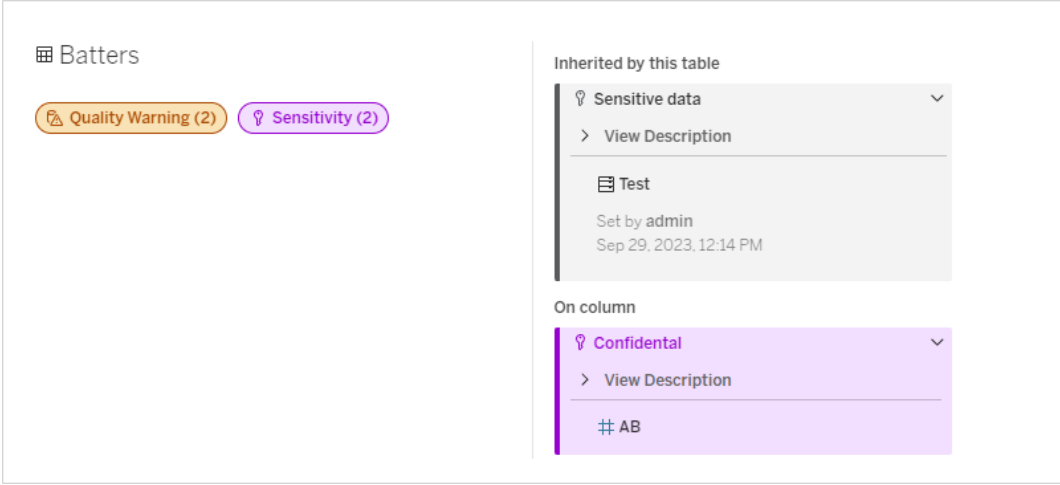 Batters
Quality Warning (2) Sensitivity (2)
Inherited by this table
Sensitive data
View Description
Test
Set by admin
Sep 29, 2023, 12:14 PM
On column
Confidental
View Description
AB